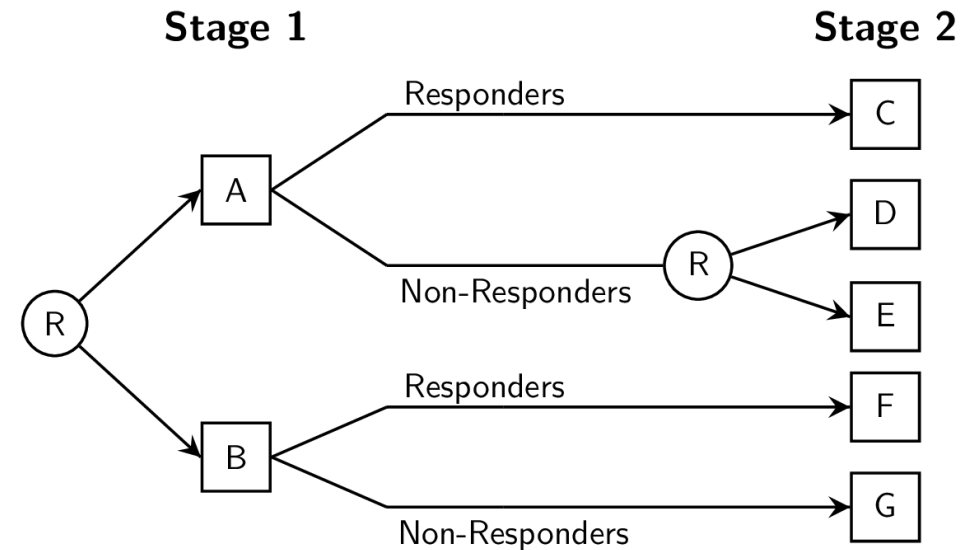 Stage 1
Stage 2
Responders
C
A
D
R
Non-Responders
E
R
Responders
F
B
G
Non-Responders